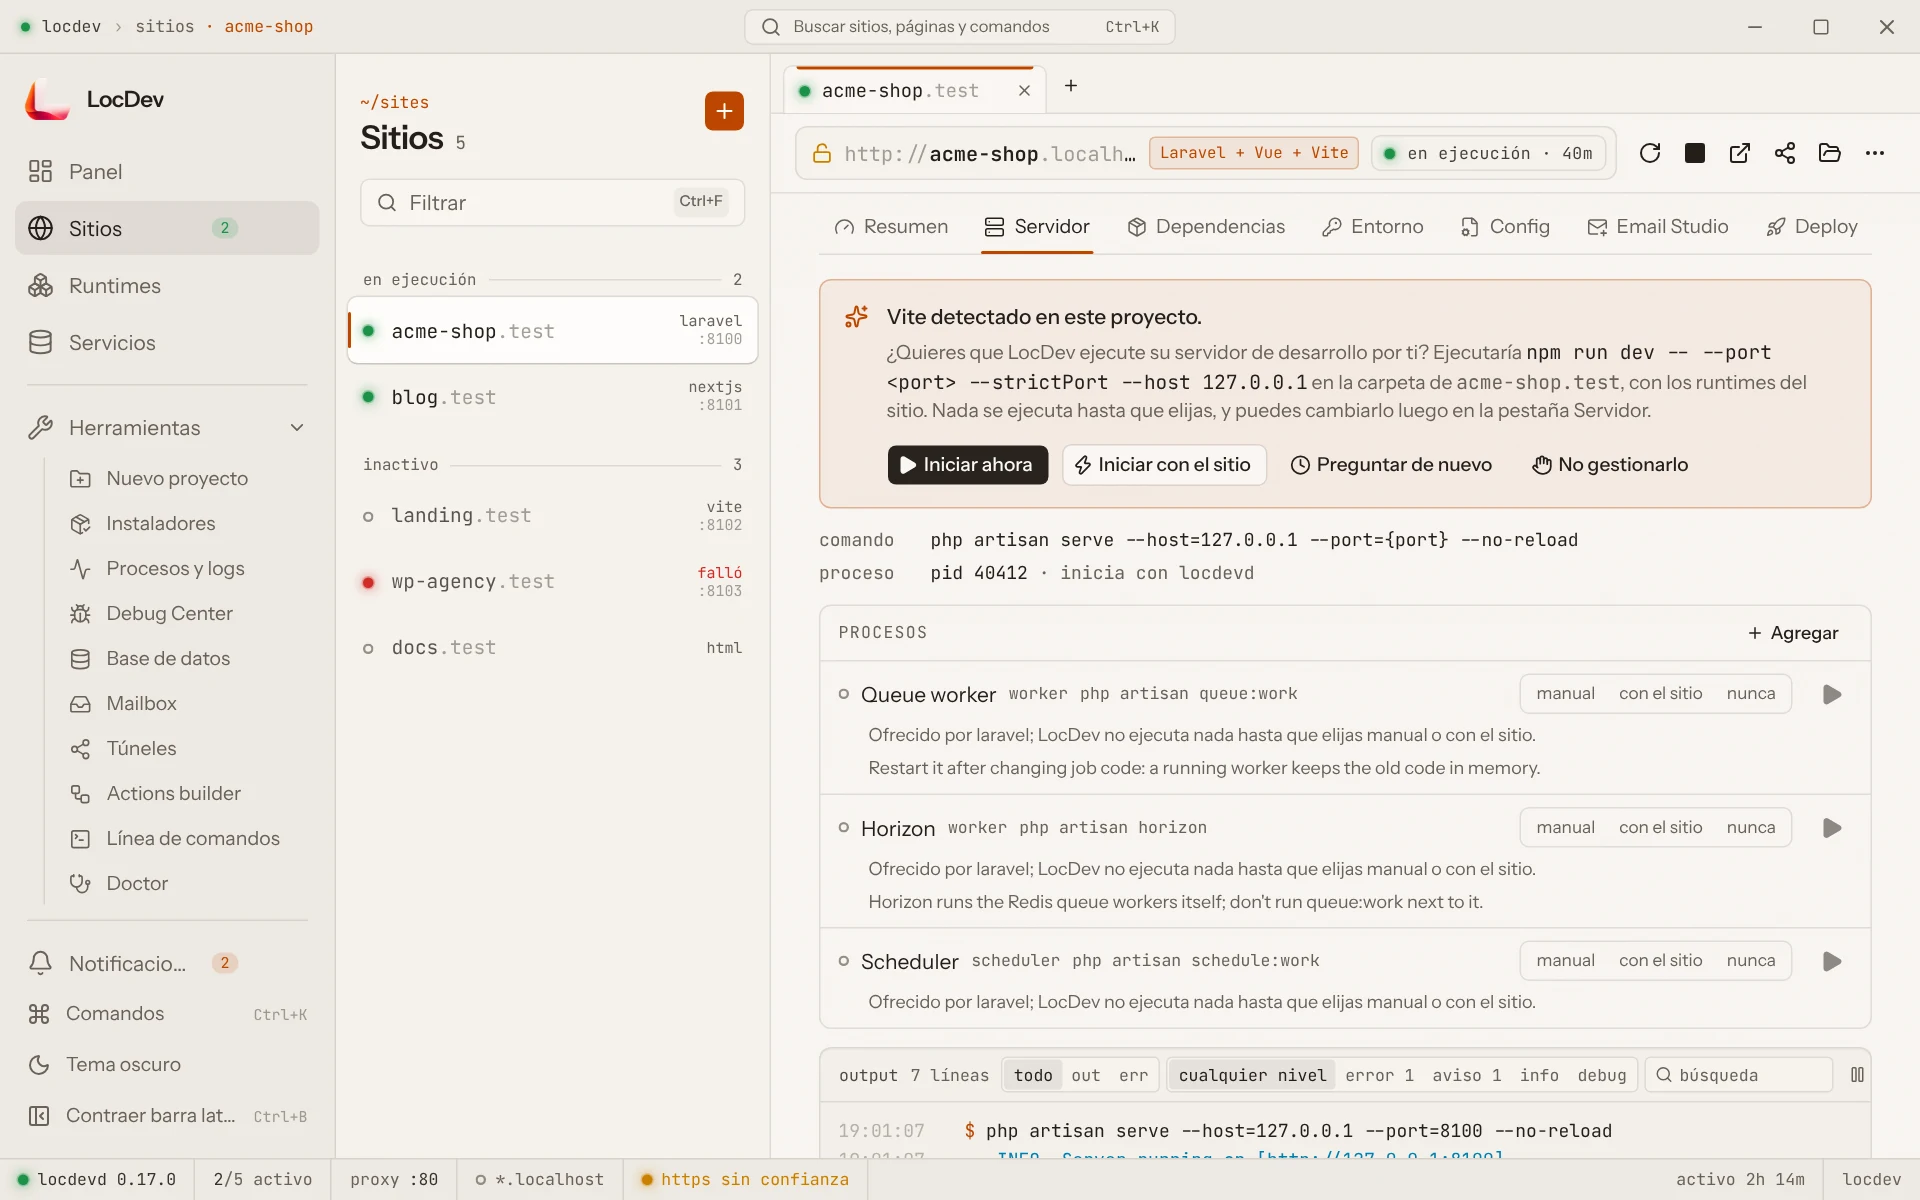 locdev › sitios · acme-shop
Buscar sitios, páginas y comandos Ctrl+K
LocDev
Panel
Sitios 2
Runtimes
Servicios
Herramientas
Nuevo proyecto
Instaladores
Procesos y logs
Debug Center
Base de datos
Mailbox
Túneles
Actions builder
Línea de comandos
Doctor
Notificacio... 2
Comandos Ctrl+K
Tema oscuro
Contraer barra lat... Ctrl+B
~/sites
Sitios 5
Filtrar Ctrl+F
en ejecución 2
acme-shop.test laravel :8100
blog.test nextjs :8101
inactivo 3
landing.test vite :8102
wp-agency.test falló :8103
docs.test html
acme-shop.test
http://acme-shop.localh… Laravel + Vue + Vite en ejecución · 40m
Resumen Servidor Dependencias Entorno Config Email Studio Deploy
Vite detectado en este proyecto.
¿Quieres que LocDev ejecute su servidor de desarrollo por ti? Ejecutaría npm run dev -- --port
<port> --strictPort --host 127.0.0.1 en la carpeta de acme-shop.test, con los runtimes del
sitio. Nada se ejecuta hasta que elijas, y puedes cambiarlo luego en la pestaña Servidor.
Iniciar ahora Iniciar con el sitio Preguntar de nuevo No gestionarlo
comando php artisan serve --host=127.0.0.1 --port={port} --no-reload
proceso pid 40412 · inicia con locdevd
PROCESOS + Agregar
Queue worker worker php artisan queue:work manual con el sitio nunca
Ofrecido por laravel; LocDev no ejecuta nada hasta que elijas manual o con el sitio.
Restart it after changing job code: a running worker keeps the old code in memory.
Horizon worker php artisan horizon manual con el sitio nunca
Ofrecido por laravel; LocDev no ejecuta nada hasta que elijas manual o con el sitio.
Horizon runs the Redis queue workers itself; don't run queue:work next to it.
Scheduler scheduler php artisan schedule:work manual con el sitio nunca
Ofrecido por laravel; LocDev no ejecuta nada hasta que elijas manual o con el sitio.
output 7 líneas todo out err cualquier nivel error 1 aviso 1 info debug búsqueda
19:01:07 $ php artisan serve --host=127.0.0.1 --port=8100 --no-reload
19:01:07 INFO Server running on [http://127.0.0.1:8100]
locdevd 0.17.0 2/5 activo proxy :80 *.localhost https sin confianza activo 2h 14m locdev